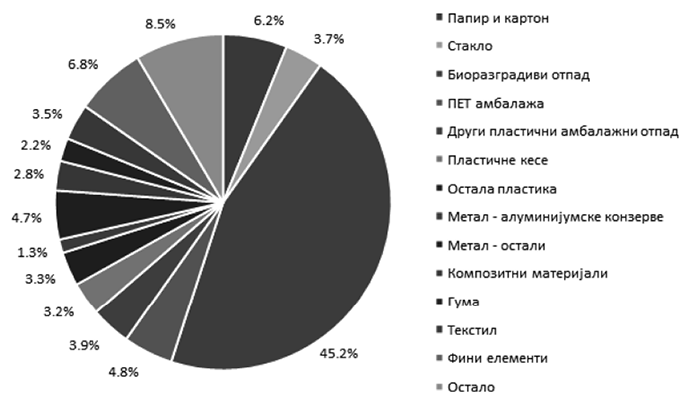 8.5%
6.2%
3.7%
6.8%
3.5%
2.2%
2.8%
4.7%
1.3%
3.3%
3.2%
3.9%
4.8%
45.2%
Папир и картон
Стакло
Биоразградиви отпад
ПЕТ амбалажа
Други пластични амбалажни отпад
Пластичне кесе
Остала пластика
Метал - алуминијумске конзерве
Метал - остали
Композитни материјали
Гума
Текстил
Фини елементи
Остало